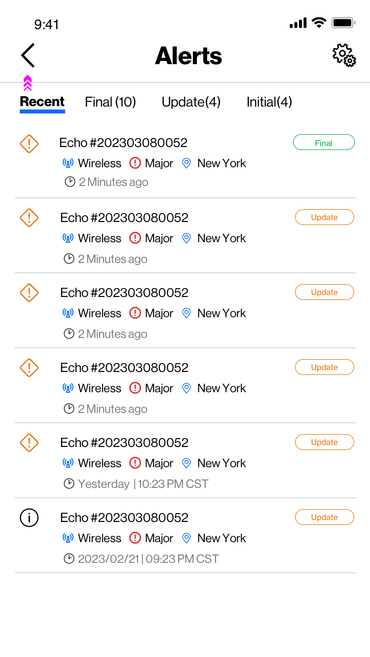 9:41
Alerts
Recent Final (10) Update(4) Initial(4)
Echo #202303080052 Final
Wireless Major New York
2 Minutes ago
Echo #202303080052 Update
Wireless Major New York
2 Minutes ago
Echo #202303080052 Update
Wireless Major New York
2 Minutes ago
Echo #202303080052 Update
Wireless Major New York
2 Minutes ago
Echo #202303080052 Update
Wireless Major New York
Yesterday | 10:23 PM CST
Echo #202303080052 Update
Wireless Major New York
2023/02/21 | 09:23 PM CST